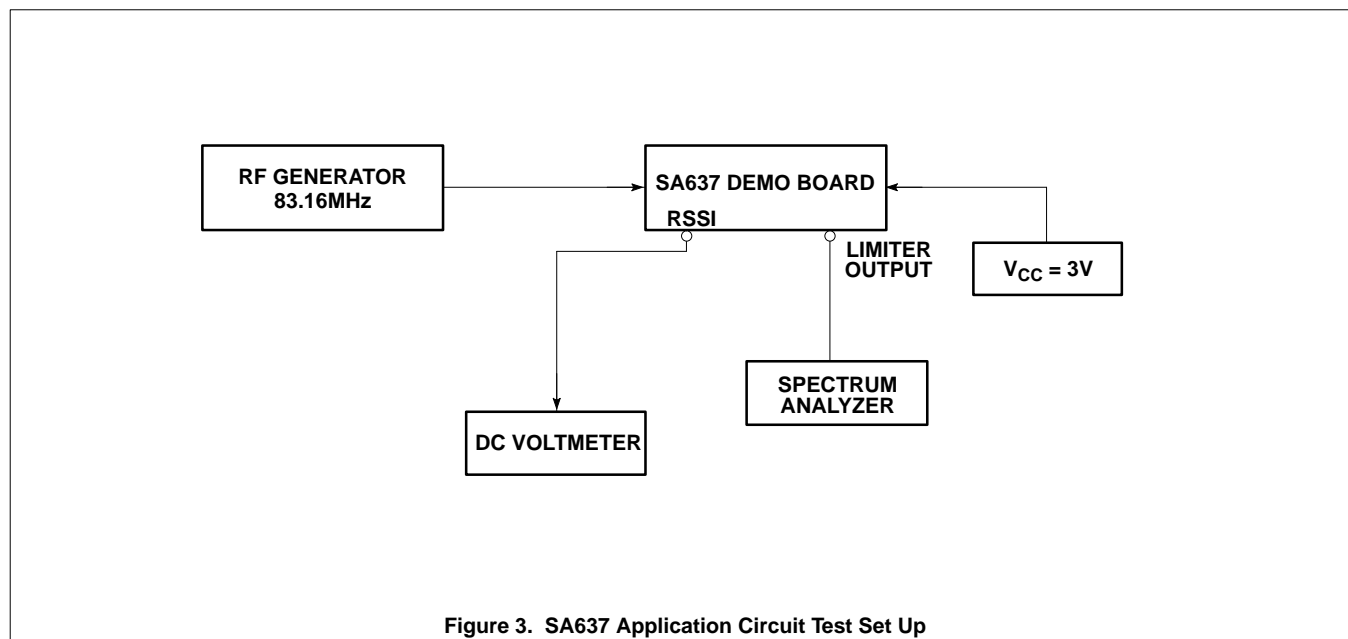 RF GENERATOR
83.16MHz
SA637 DEMO BOARD
RSSI
LIMITER
OUTPUT
VCC = 3V
SPECTRUM
ANALYZER
DC VOLTMETER
Figure 3. SA637 Application Circuit Test Set Up